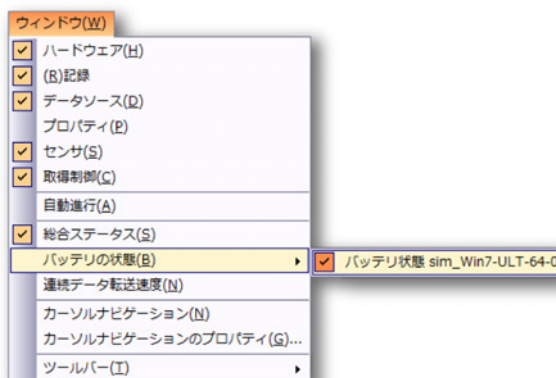 ウィンドウ(W)
ハードウェア(H)
(R)記録
データソース(D)
プロパティ(P)
センサ(S)
取得制御(C)
自動進行(A)
総合ステータス(S)
バッテリの状態(B)
バッテリ状態 sim_Win7-ULT-64-0
連続データ転送速度(N)
カーソルナビゲーション(N)
カーソルナビゲーションのプロパティ(G)...
ツールバー(T)